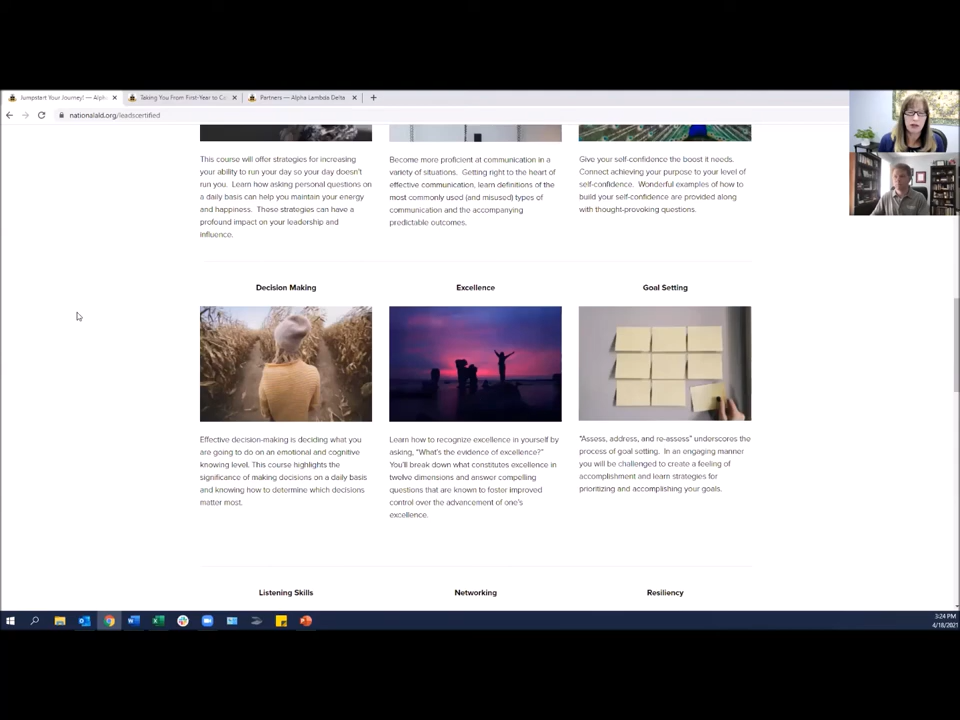 Jumpstart Your Journey! — Alph
Taking You From First-Year to Ca
Partners — Alpha Lambda Delta
nationalald.org/leadscertified
This course will offer strategies for increasing
your ability to run your day so your day doesn't
run you. Learn how asking personal questions
on a daily basis can help you maintain your energy
and happiness. These strategies can have a
profound impact on your leadership and
influence.
Become more proficient at communication in a
variety of situations. Getting right to the heart of
effective communication, learn definitions of the
most commonly used (and misused) types of
communication and the accompanying
predictable outcomes.
Give your self-confidence the boost it needs.
Connect achieving your purpose to your level of
self-confidence. Wonderful examples of how to
build your self-confidence are provided along
with thought-provoking questions.
Decision Making
Excellence
Goal Setting
Effective decision-making is deciding what you
are going to do on an emotional and cognitive
knowing level. This course highlights the
significance of making decisions on a daily basis
and knowing how to determine which decisions
matter most.
Learn how to recognize excellence in yourself by
asking, "What's the evidence of excellence?"
You'll break down what constitutes excellence in
twelve dimensions and answer compelling
questions that are known to foster improved
control over the advancement of one's
excellence.
"Assess, address, and re-assess" underscores the
process of goal setting. In an engaging manner
you will be challenged to create a feeling of
accomplishment and learn strategies for
prioritizing and accomplishing your goals.
Listening Skills
Networking
Resiliency
3:24 PM
4/18/2021